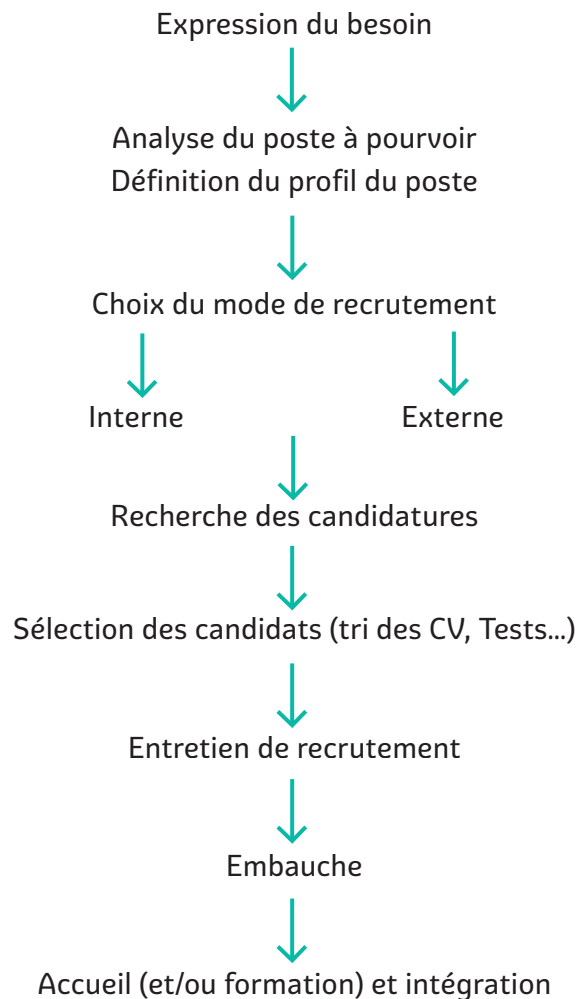 Expression du besoin
Analyse du poste à pourvoir
Définition du profil du poste
Choix du mode de recrutement
Interne
Externe
Recherche des candidatures
Sélection des candidats (tri des CV, Tests...)
Entretien de recrutement
Embauche
Accueil (et/ou formation) et intégration